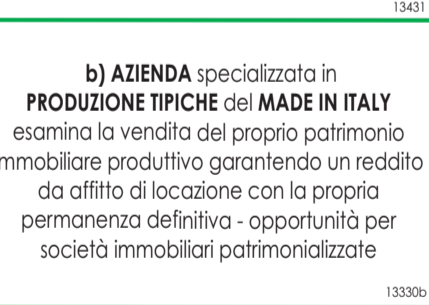 13431
b) AZIENDA specializzata in
PRODUZIONE TIPICHE del MADE IN ITALY
esamina la vendita del proprio patrimonio
mmobiliare produttivo garantendo un reddito
da affitto di locazione con la propria
permanenza definitiva - opportunità per
società immobiliari patrimonializzate
13330b